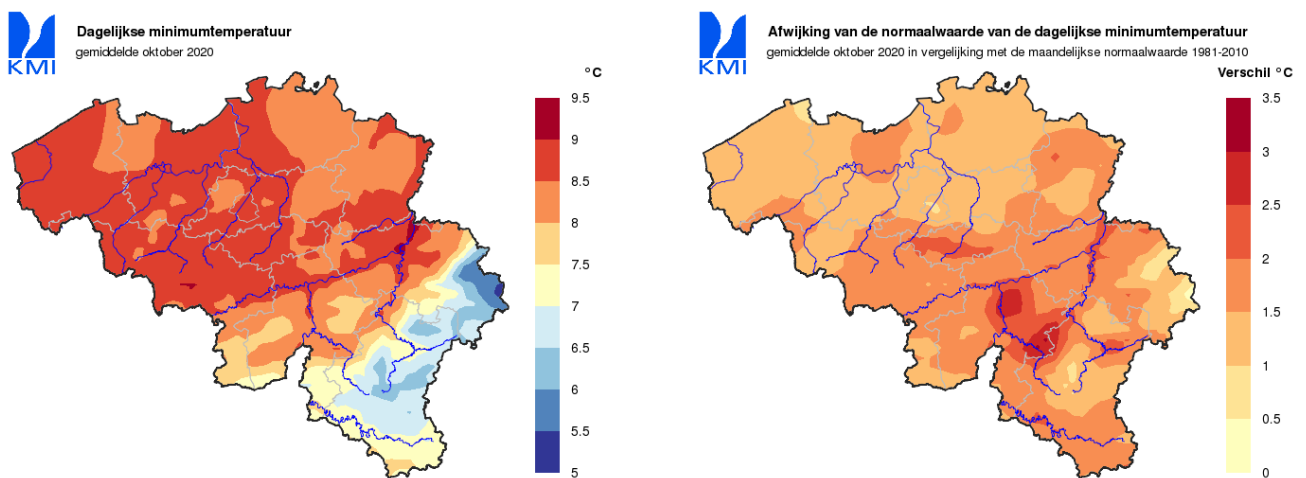 KMI
Dagelijkse minimumtemperatuur
gemiddelde oktober 2020
°C
9.5
9
8.5
8
7.5
7
6.5
6
5.5
5
KMI
Afwijking van de normaalwaarde van de dagelijkse minimumtemperatuur
gemiddelde oktober 2020 in vergelijking met de maandelijkse normaalwaarde 1981-2010
Verschil °C
3.5
3
2.5
2
1.5
1
0.5
0